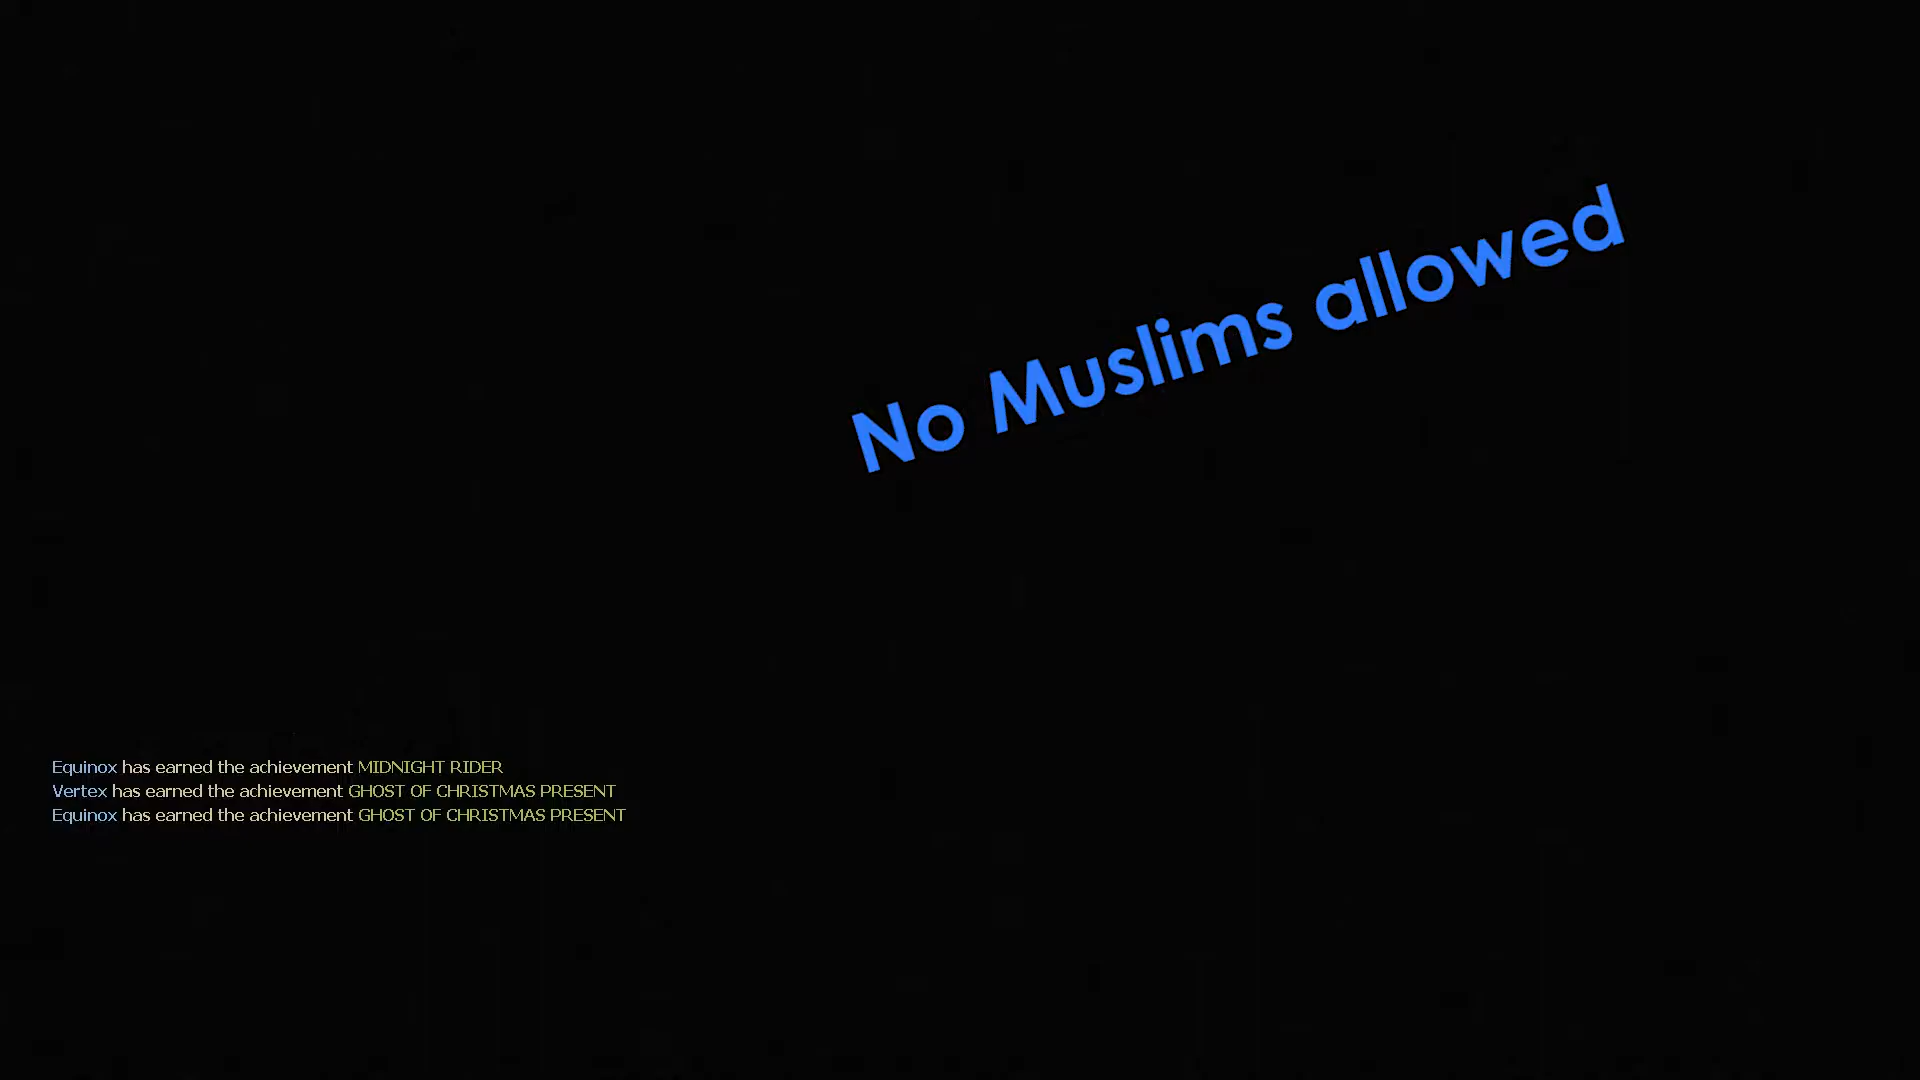 No Muslims allowed
Equinox has earned the achievement MIDNIGHT RIDER
Vertex has earned the achievement GHOST OF CHRISTMAS PRESENT
Equinox has earned the achievement GHOST OF CHRISTMAS PRESENT